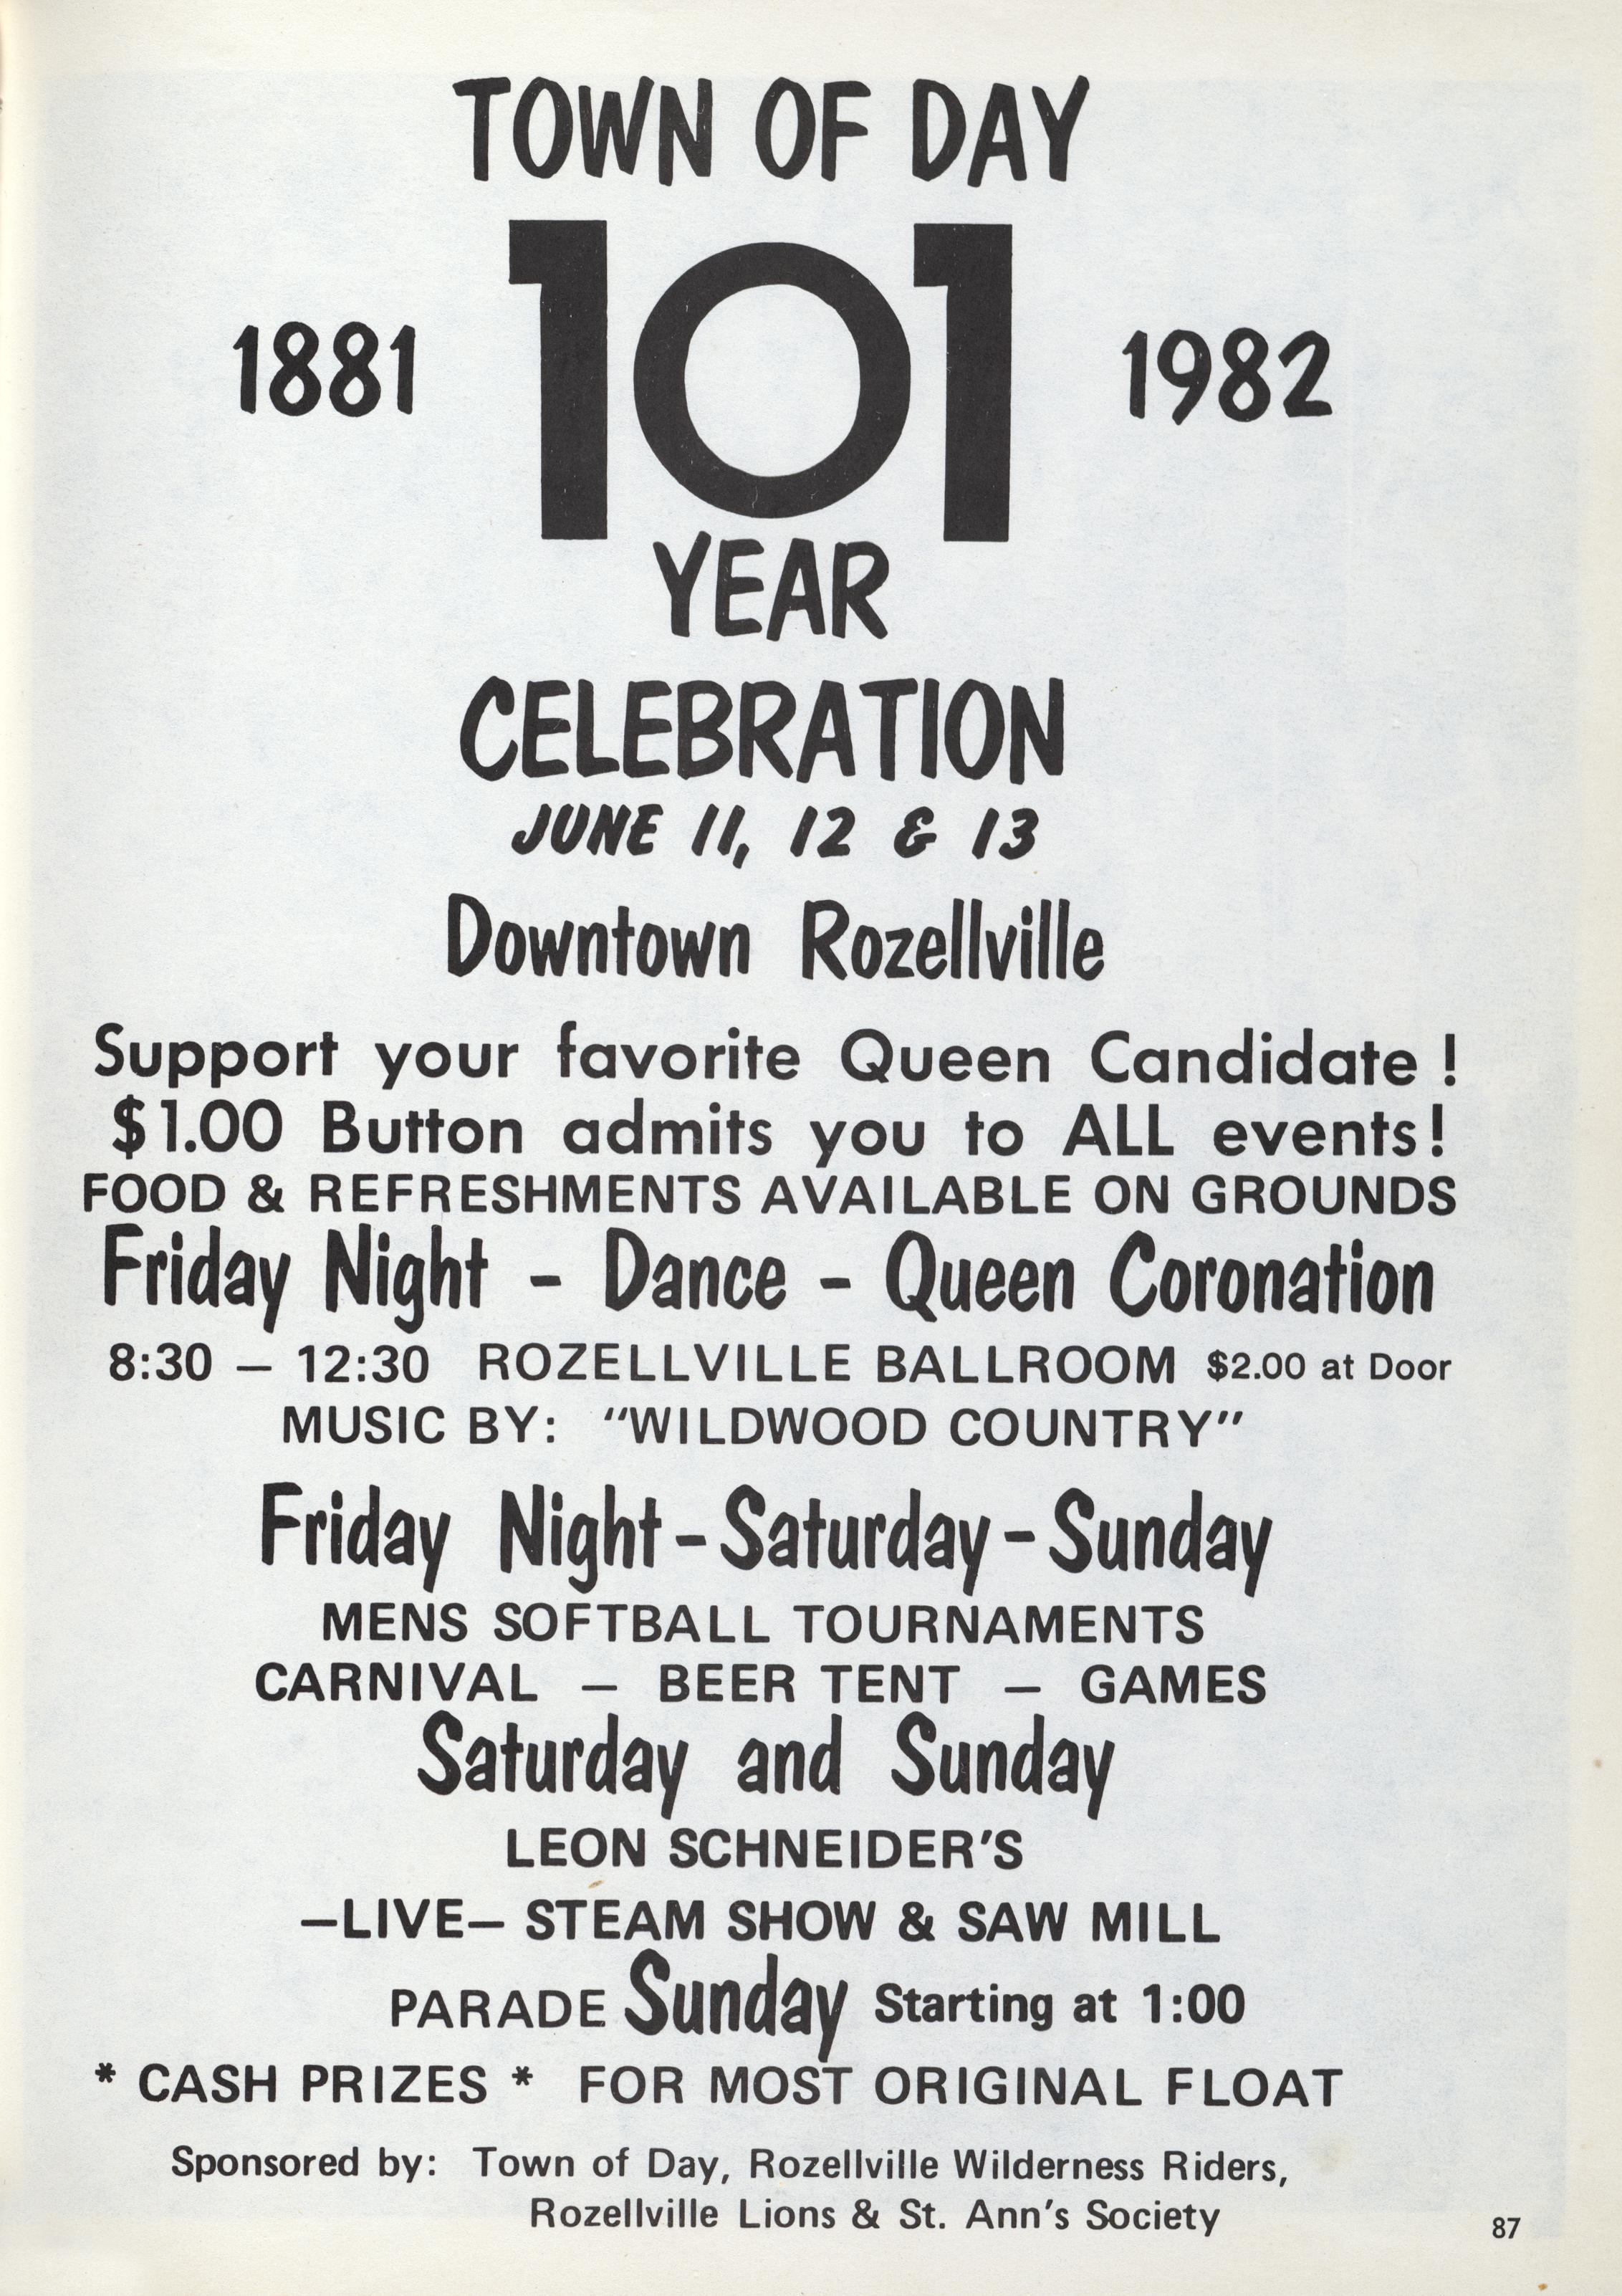 TOWN OF DAY
1881 101 1982
YEAR
CELEBRATION
JUNE 11, 12 & 13
Downtown Rozellville
Support your favorite Queen Candidate !
$1.00 Button admits you to ALL events!
FOOD & REFRESHMENTS AVAILABLE ON GROUNDS
Friday Night - Dance - Queen Coronation
8:30 — 12:30 ROZELLVILLE BALLROOM $2.00 at Door
MUSIC BY: "WILDWOOD COUNTRY"
Friday Night - Saturday - Sunday
MENS SOFTBALL TOURNAMENTS
CARNIVAL — BEER TENT — GAMES
Saturday and Sunday
LEON SCHNEIDER'S
—LIVE— STEAM SHOW & SAW MILL
PARADE Sunday Starting at 1:00
* CASH PRIZES * FOR MOST ORIGINAL FLOAT
Sponsored by: Town of Day, Rozellville Wilderness Riders,
Rozellville Lions & St. Ann's Society
87